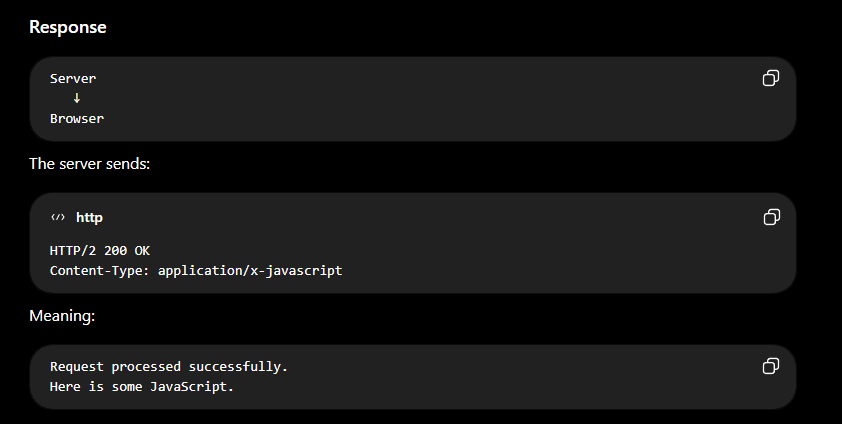 Response
Server
↓
Browser
The server sends:
http
HTTP/2 200 OK
Content-Type: application/x-javascript
Meaning:
Request processed successfully.
Here is some JavaScript.